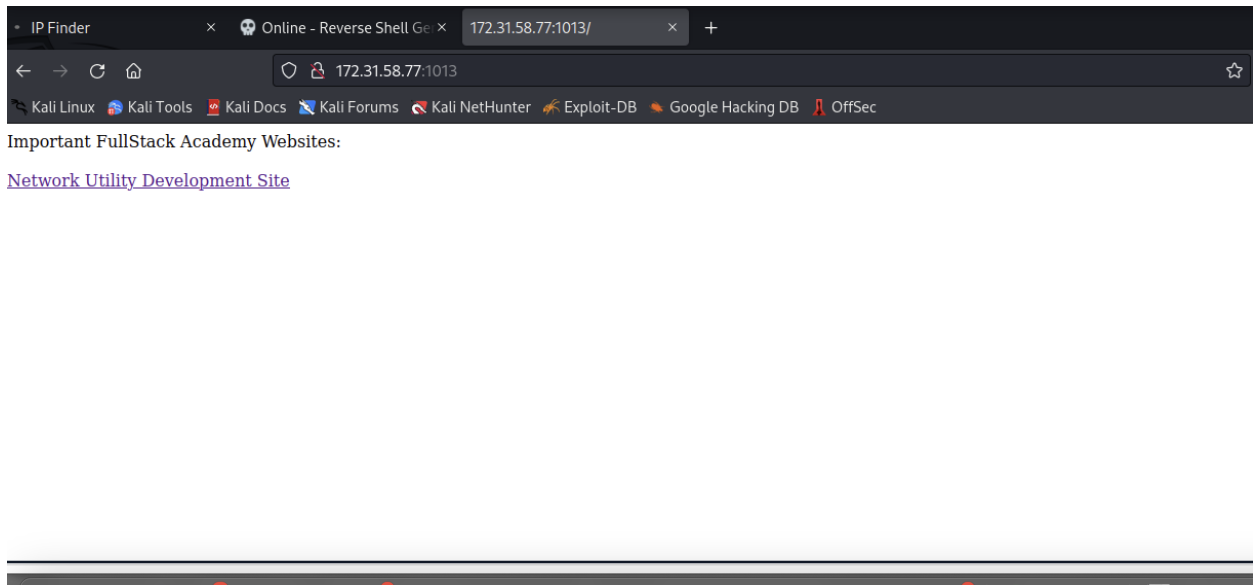 IP Finder
Online - Reverse Shell Ge
172.31.58.77:1013/
172.31.58.77:1013
Kali Linux Kali Tools Kali Docs Kali Forums Kali NetHunter Exploit-DB Google Hacking DB OffSec
Important FullStack Academy Websites:
Network Utility Development Site